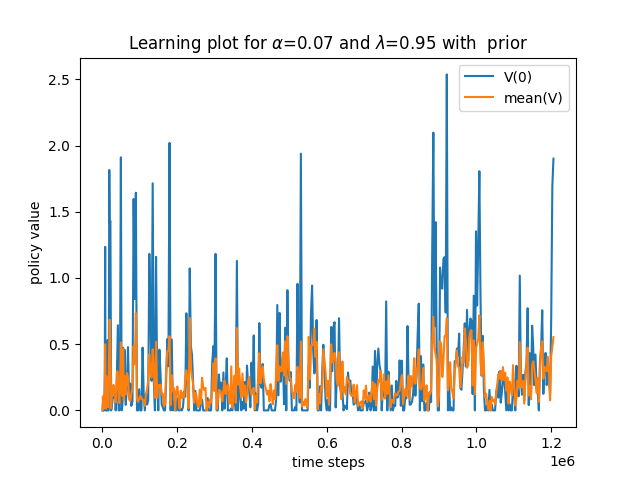 Learning plot for α=0.07 and λ=0.95 with  prior
V(0)
mean(V)
policy value
2.5
2.0
1.5
1.0
0.5
0.0
0.0 0.2 0.4 0.6 0.8 1.0 1.2
1e6
time steps